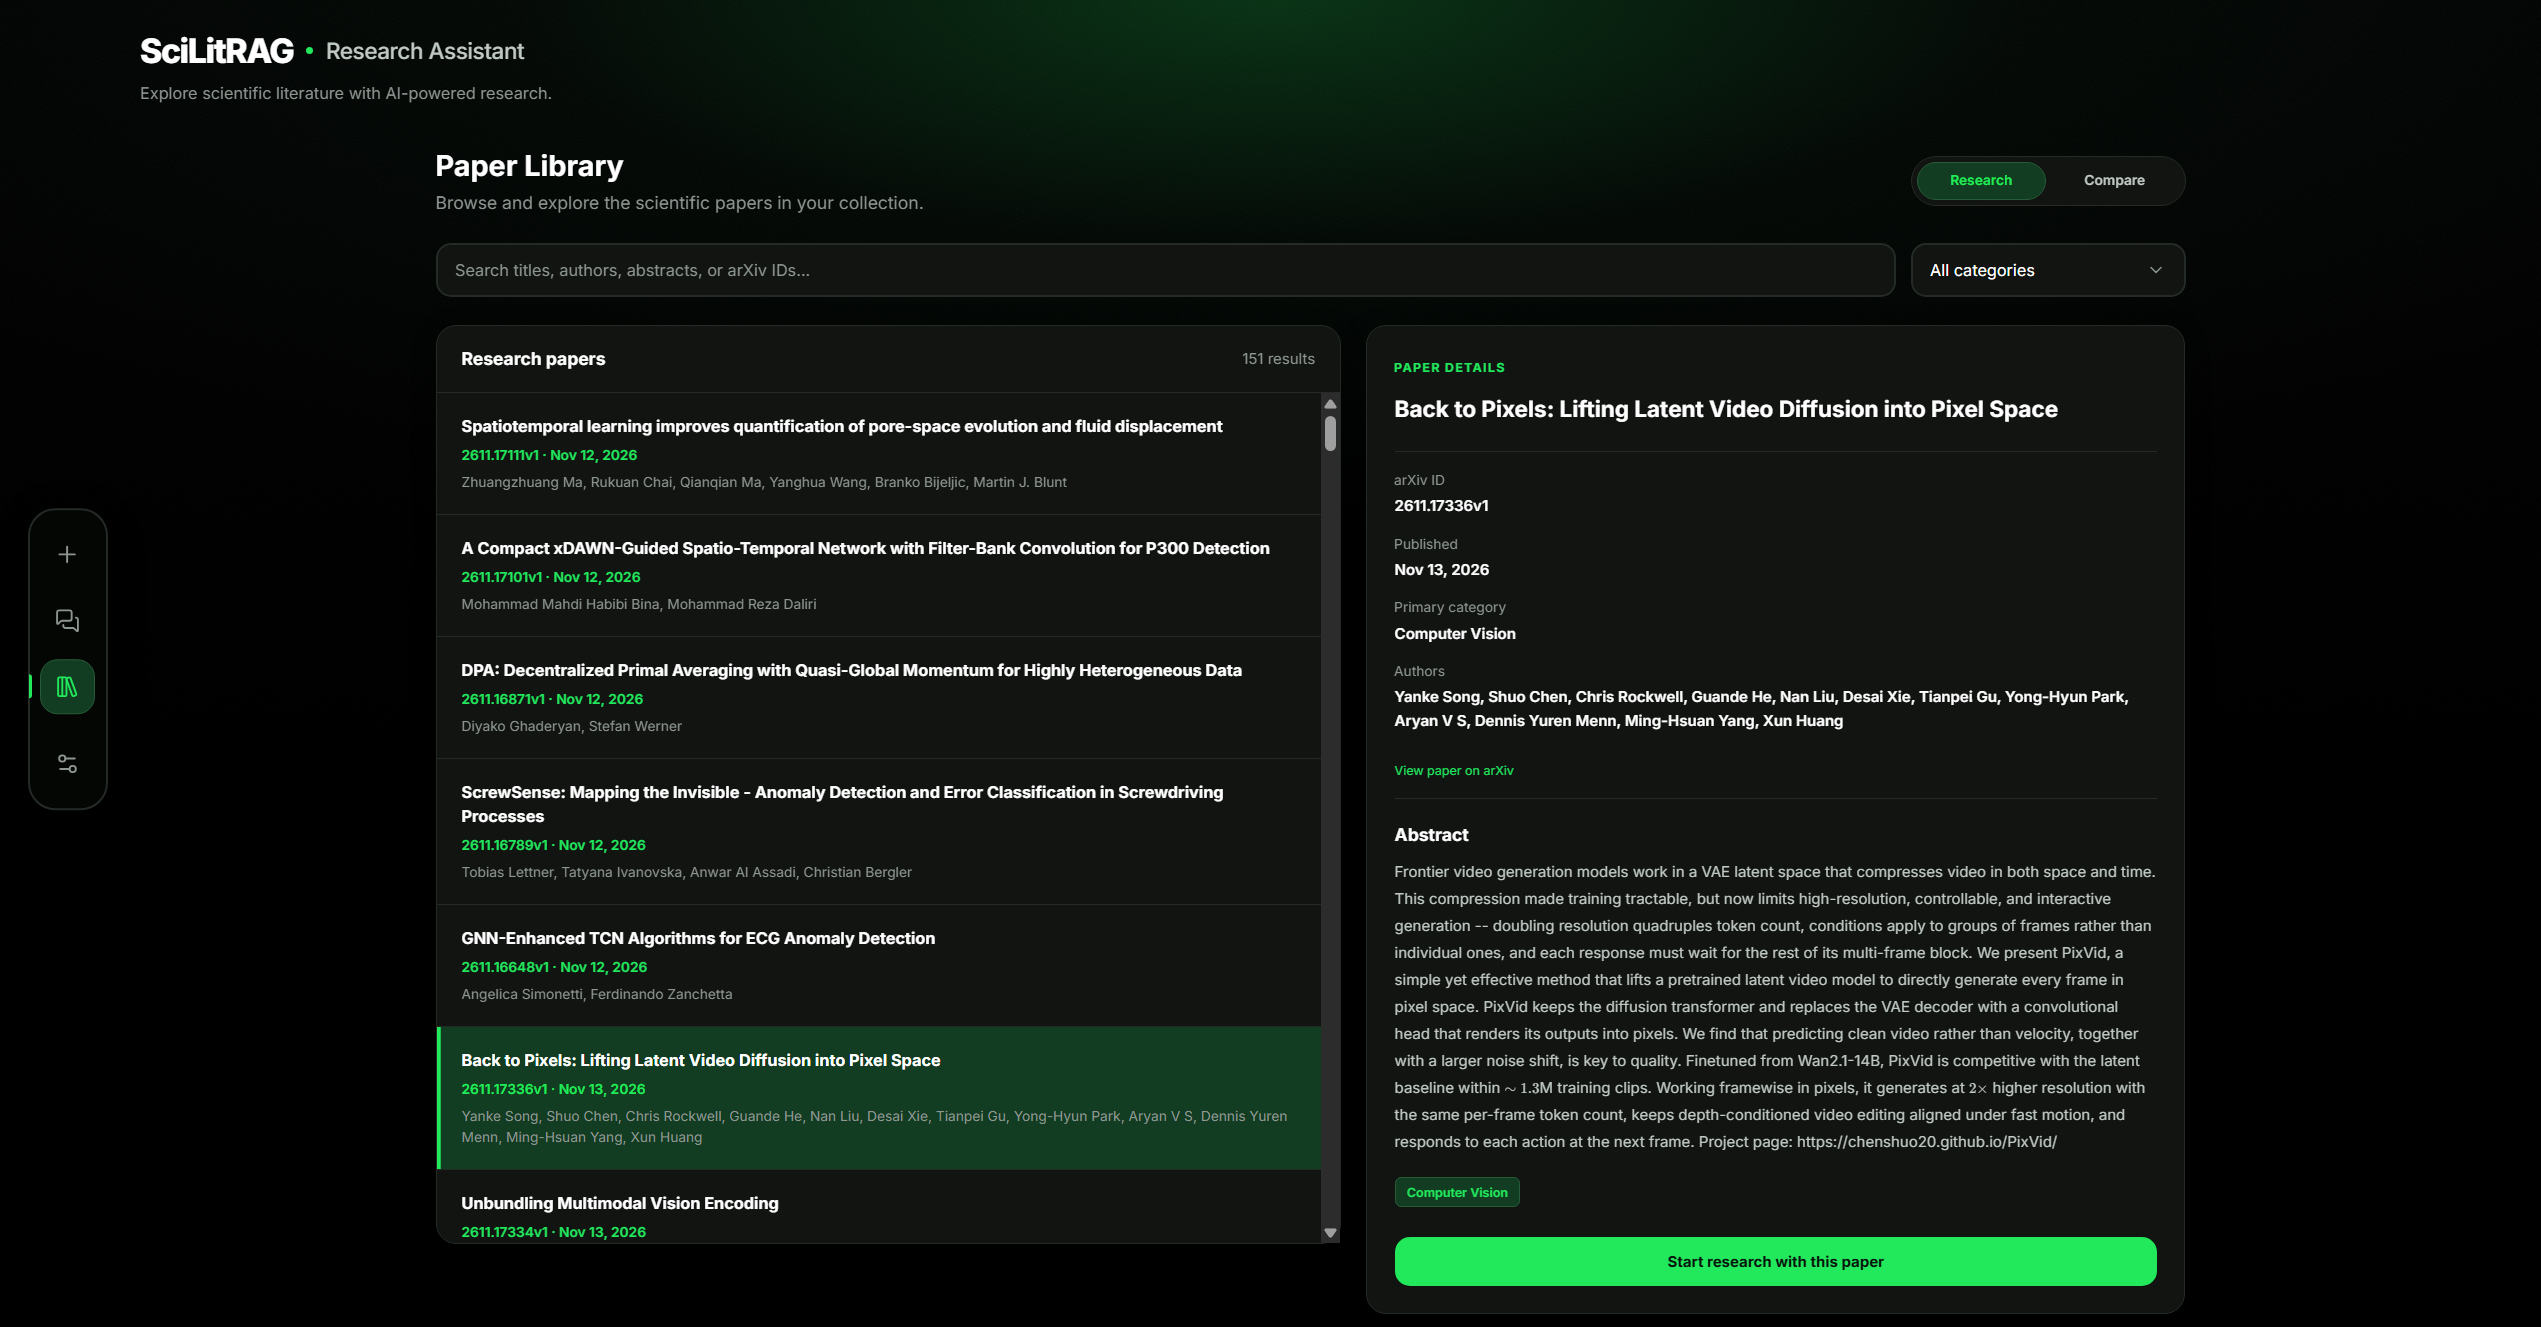 SciLitRAG • Research Assistant
Explore scientific literature with AI-powered research.
Paper Library
Browse and explore the scientific papers in your collection.
Research
Compare
Search titles, authors, abstracts, or arXiv IDs...
All categories
Research papers
151 results
Spatiotemporal learning improves quantification of pore-space evolution and fluid displacement
2611.17111v1 · Nov 12, 2026
Zhuangzhuang Ma, Rukuan Chai, Qianqian Ma, Yanghua Wang, Branko Bijeljic, Martin J. Blunt
A Compact xDAWN-Guided Spatio-Temporal Network with Filter-Bank Convolution for P300 Detection
2611.17101v1 · Nov 12, 2026
Mohammad Mahdi Habibi Bina, Mohammad Reza Daliri
DPA: Decentralized Primal Averaging with Quasi-Global Momentum for Highly Heterogeneous Data
2611.16871v1 · Nov 12, 2026
Diyako Ghaderyan, Stefan Werner
ScrewSense: Mapping the Invisible - Anomaly Detection and Error Classification in Screwdriving
Processes
2611.16789v1 · Nov 12, 2026
Tobias Lettner, Tatyana Ivanovska, Anwar Al Assadi, Christian Bergler
GNN-Enhanced TCN Algorithms for ECG Anomaly Detection
2611.16648v1 · Nov 12, 2026
Angelica Simonetti, Ferdinando Zanchetta
Back to Pixels: Lifting Latent Video Diffusion into Pixel Space
2611.17336v1 · Nov 13, 2026
Yanke Song, Shuo Chen, Chris Rockwell, Guande He, Nan Liu, Desai Xie, Tianpei Gu, Yong-Hyun Park, Aryan V S, Dennis Yuren
Menn, Ming-Hsuan Yang, Xun Huang
Unbundling Multimodal Vision Encoding
2611.17334v1 · Nov 13, 2026
PAPER DETAILS
Back to Pixels: Lifting Latent Video Diffusion into Pixel Space
arXiv ID
2611.17336v1
Published
Nov 13, 2026
Primary category
Computer Vision
Authors
Yanke Song, Shuo Chen, Chris Rockwell, Guande He, Nan Liu, Desai Xie, Tianpei Gu, Yong-Hyun Park,
Aryan V S, Dennis Yuren Menn, Ming-Hsuan Yang, Xun Huang
View paper on arXiv
Abstract
Frontier video generation models work in a VAE latent space that compresses video in both space and time.
This compression made training tractable, but now limits high-resolution, controllable, and interactive
generation -- doubling resolution quadruples token count, conditions apply to groups of frames rather than
individual ones, and each response must wait for the rest of its multi-frame block. We present PixVid, a
simple yet effective method that lifts a pretrained latent video model to directly generate every frame in
pixel space. PixVid keeps the diffusion transformer and replaces the VAE decoder with a convolutional
head that renders its outputs into pixels. We find that predicting clean video rather than velocity, together
with a larger noise shift, is key to quality. Finetuned from Wan2.1-14B, PixVid is competitive with the latent
baseline within ∼ 1.3M training clips. Working framewise in pixels, it generates at 2× higher resolution with
the same per-frame token count, keeps depth-conditioned video editing aligned under fast motion, and
responds to each action at the next frame. Project page: https://chenshuo20.github.io/PixVid/
Computer Vision
Start research with this paper